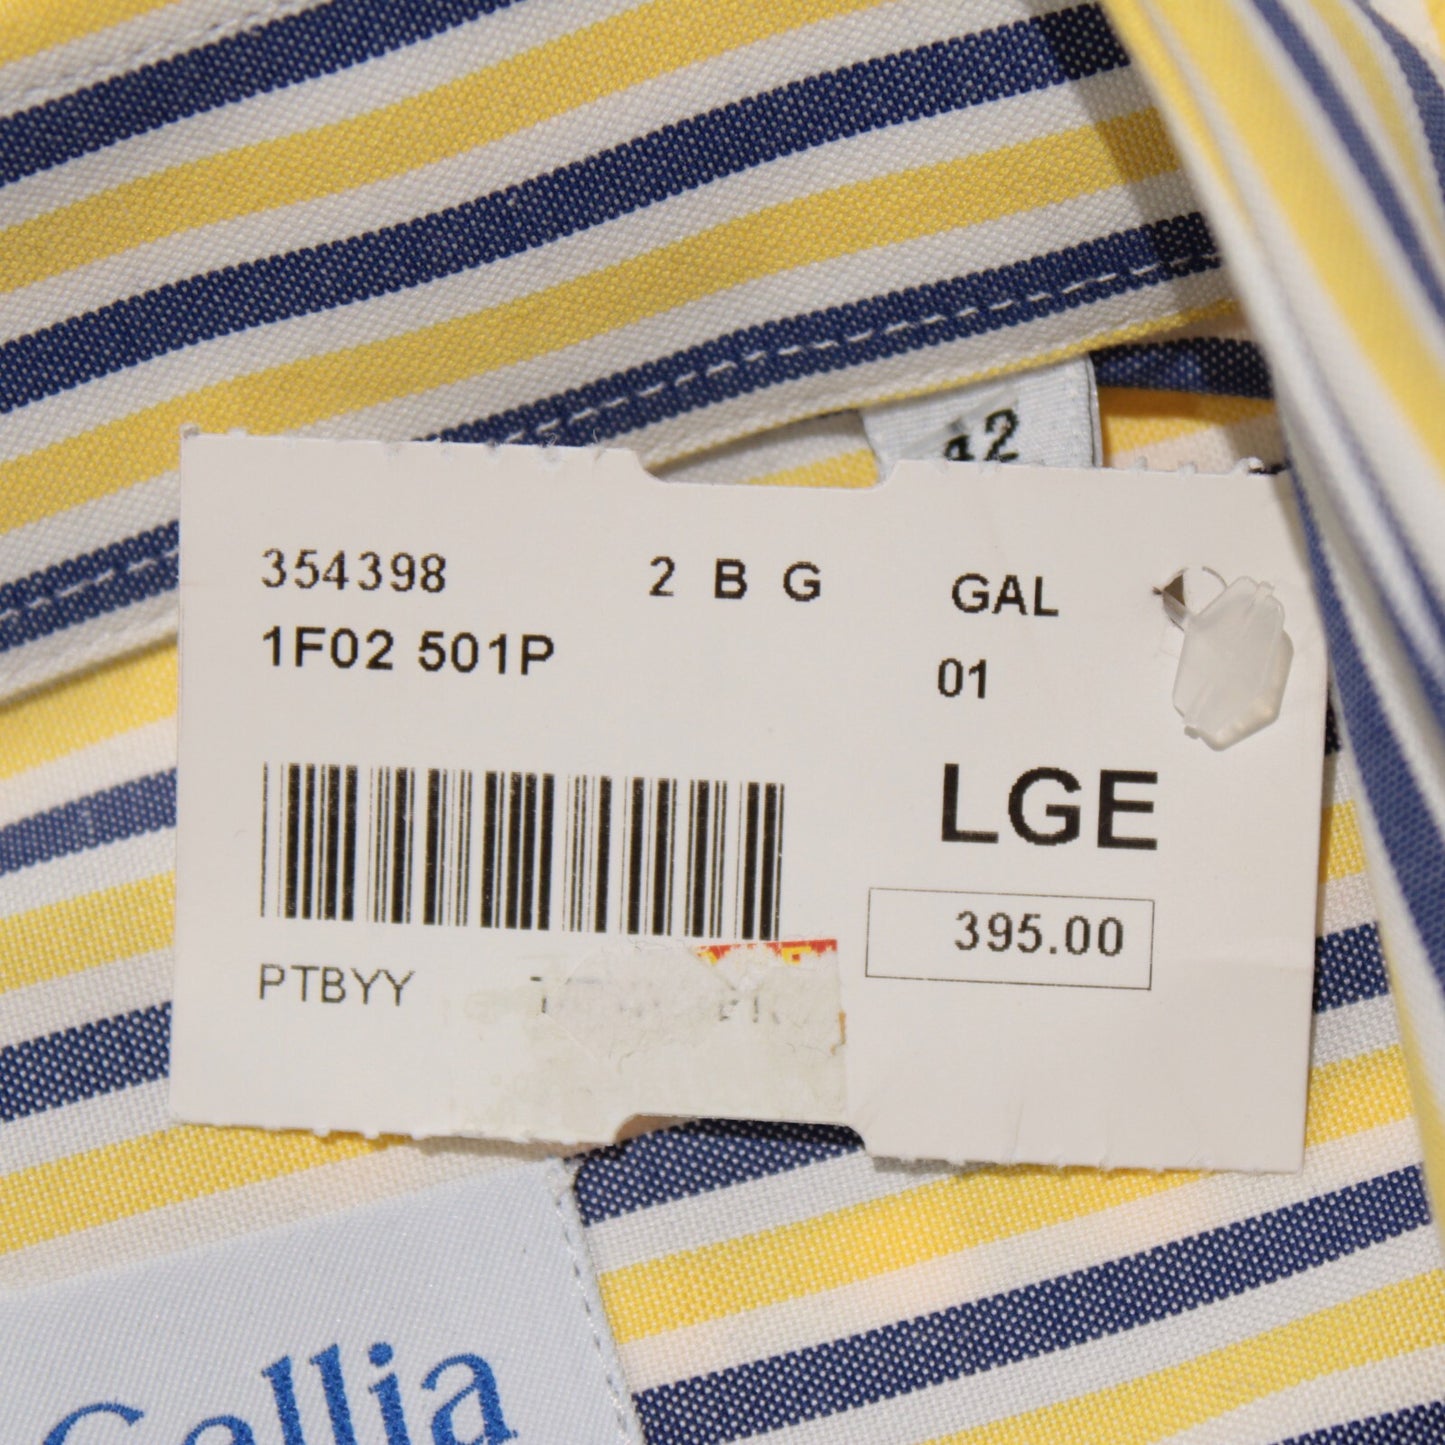 42
354398 2 B G GAL
1F02 501P 01
LGE
395.00
PTBYY
Gallia